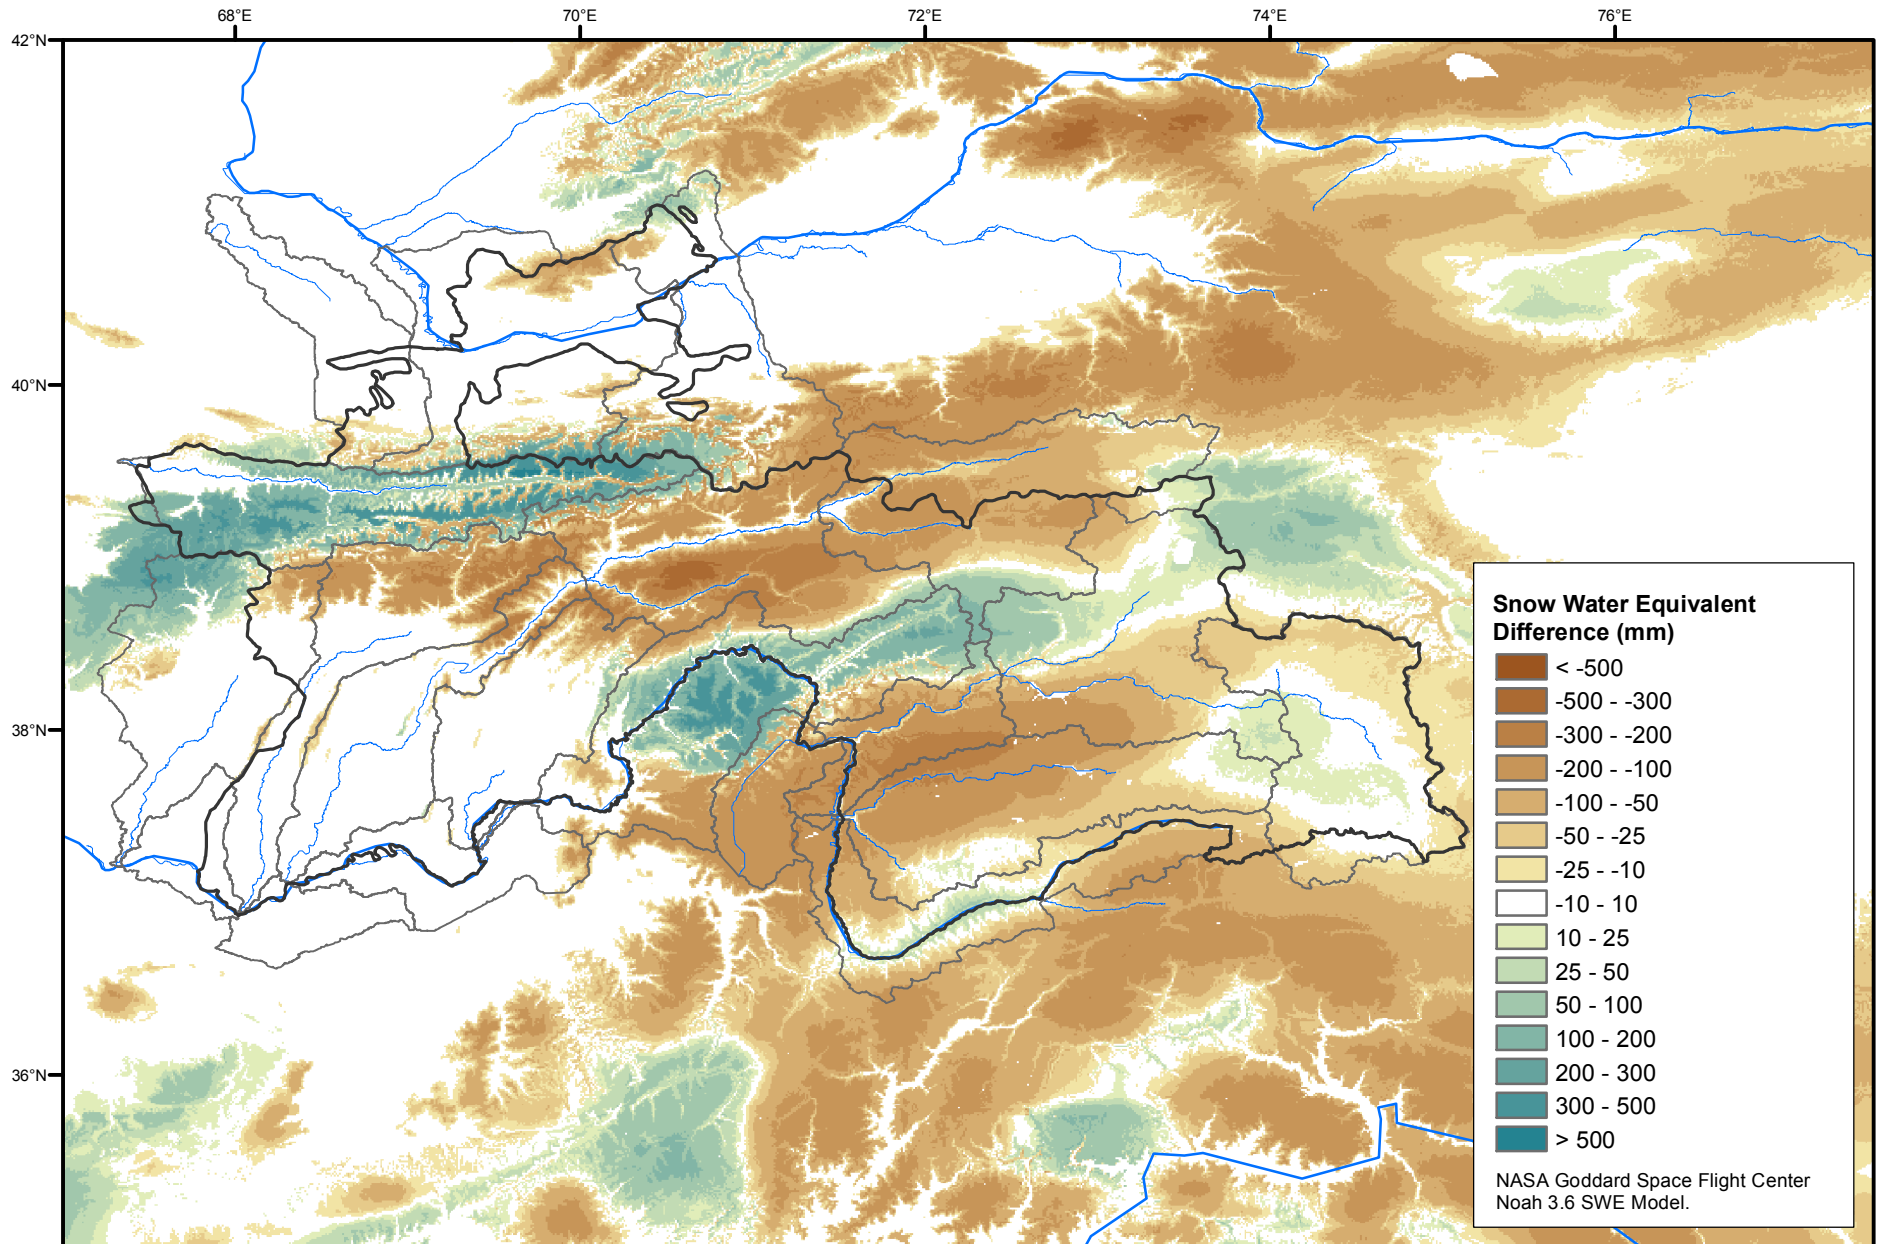 68°E
70°E
72°E
74°E
76°E
42°N
40°N
38°N
36°N
Snow Water Equivalent
Difference (mm)
< -500
-500 - -300
-300 - -200
-200 - -100
-100 - -50
-50 - -25
-25 - -10
-10 - 10
10 - 25
25 - 50
50 - 100
100 - 200
200 - 300
300 - 500
> 500
NASA Goddard Space Flight Center
Noah 3.6 SWE Model.